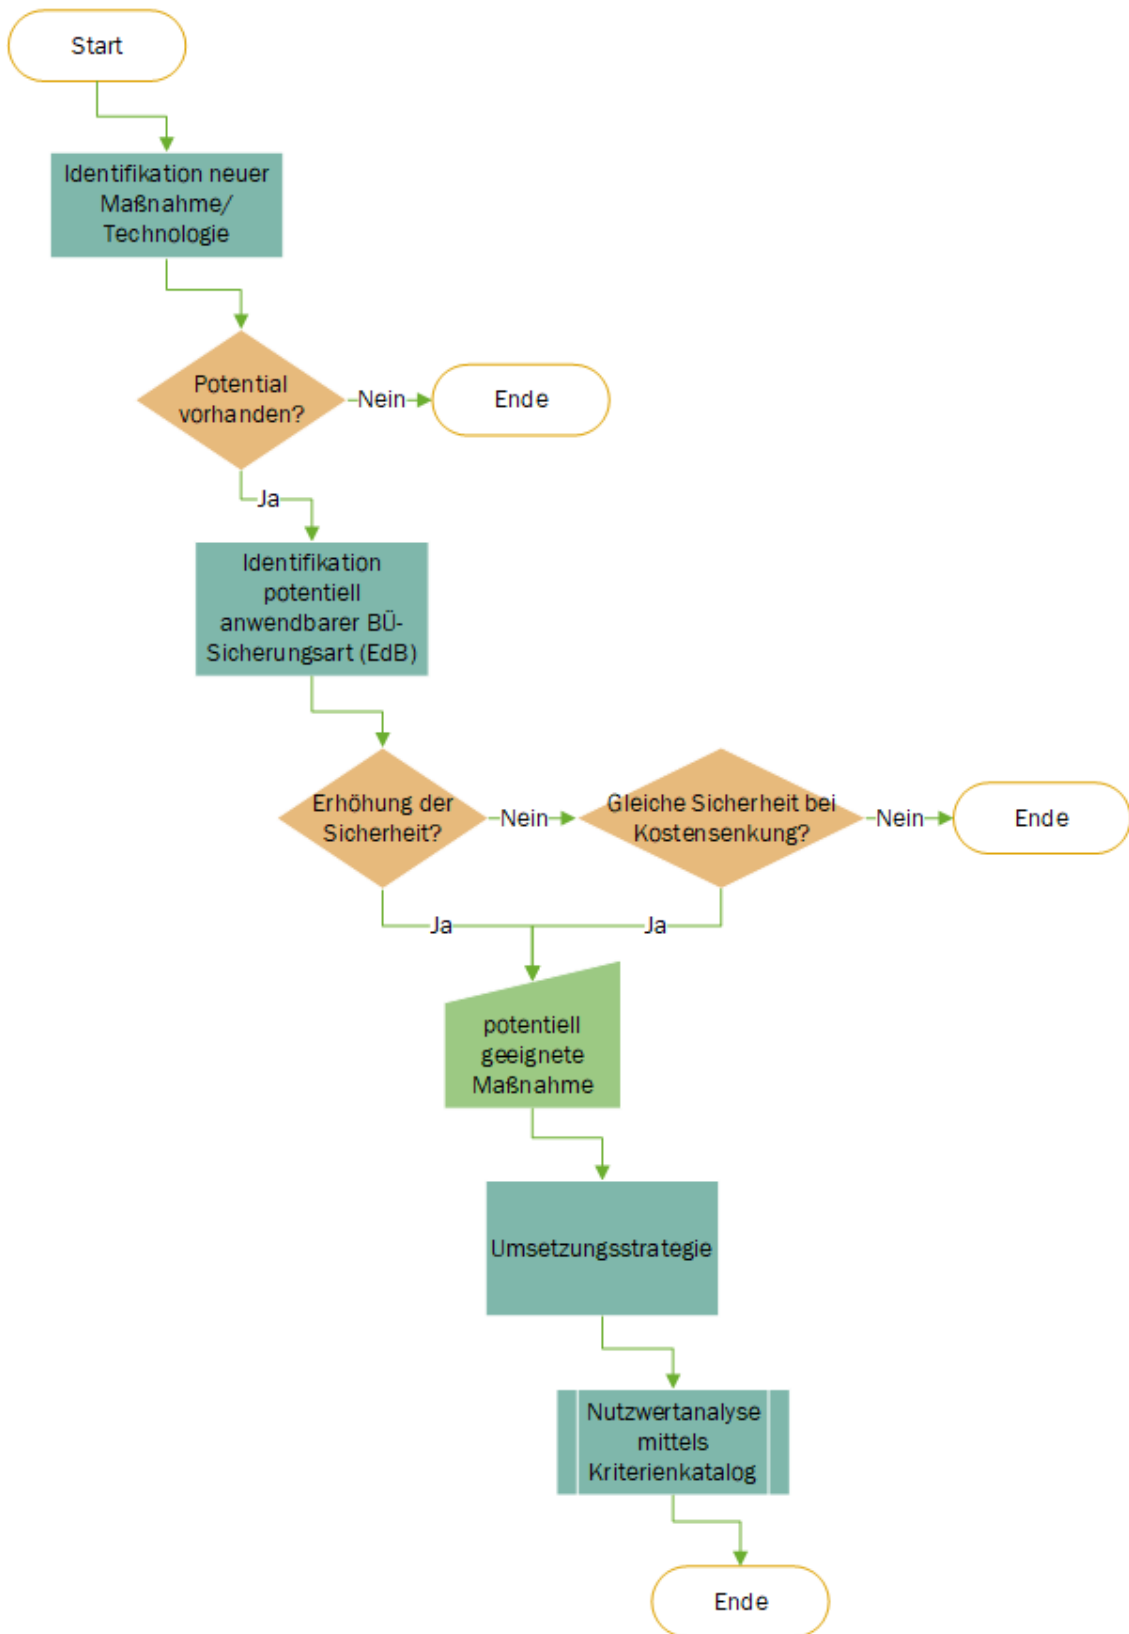 Start
Identifikation neuer
Maßnahme/
Technologie
Potential
vorhanden?
Nein
Ende
Ja
Identifikation
potentiell
anwendbarer BÜ-
Sicherungsart (EdB)
Erhöhung der
Sicherheit?
Nein
Gleiche Sicherheit bei
Kostensenkung?
Nein
Ende
Ja
Ja
potentiell
geeignete
Maßnahme
Umsetzungsstrategie
Nutzwertanalyse
mittels
Kriterienkatalog
Ende